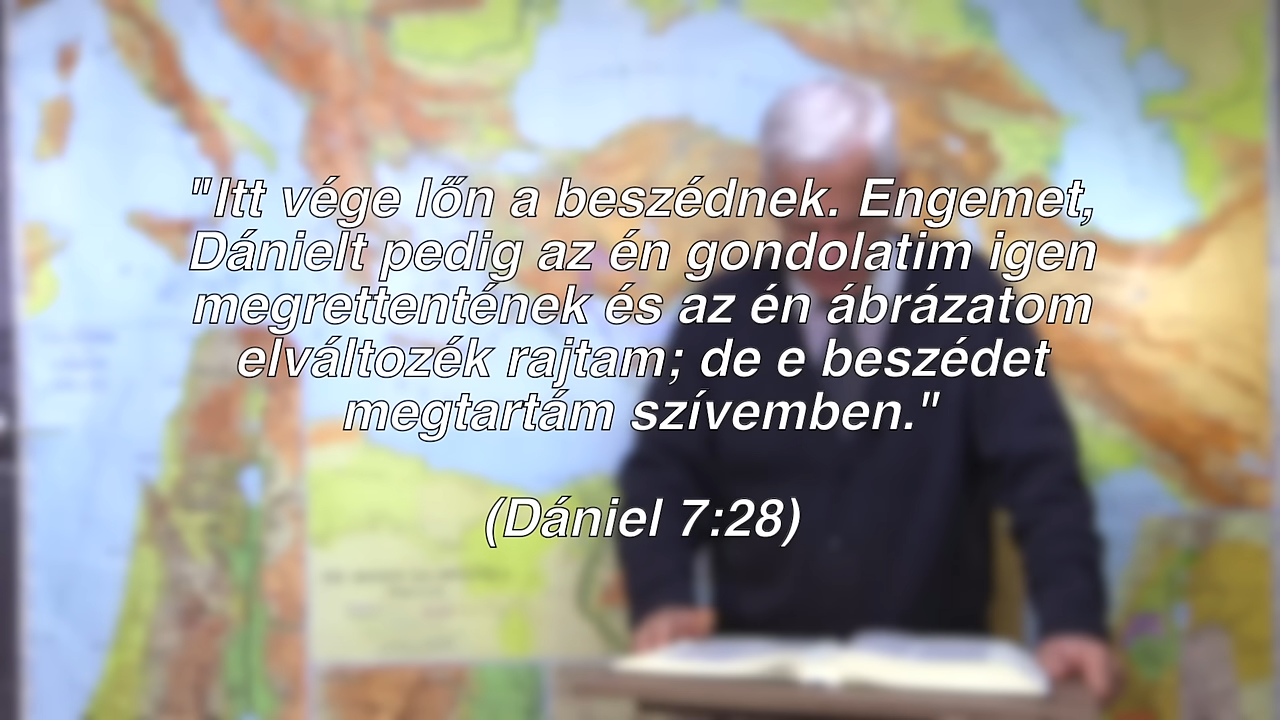 "Itt vége lőn a beszédnek. Engemet,
Dánielt pedig az én gondolatim igen
megrettentének és az én ábrázatom
elváltozék rajtam; de e beszédet
megtartám szívemben."
(Dániel 7:28)